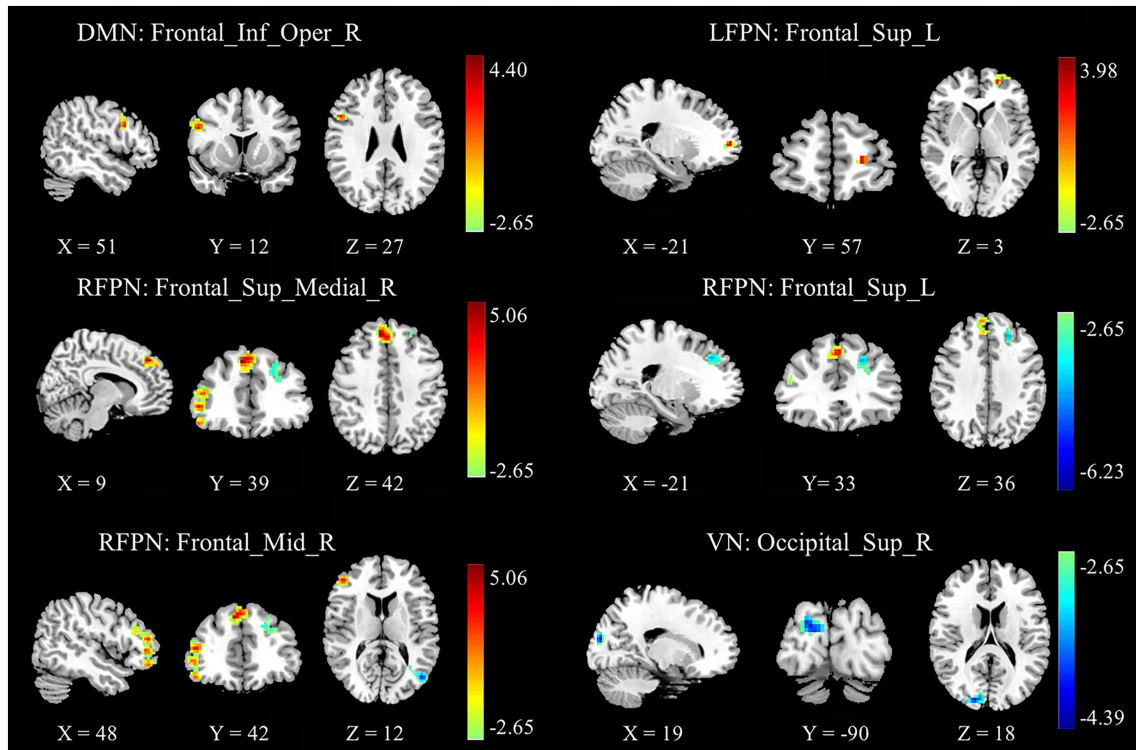 DMN: Frontal_Inf_Oper_R
4.40
-2.65
X = 51 Y = 12 Z = 27
LFPN: Frontal_Sup_L
3.98
-2.65
X = -21 Y = 57 Z = 3
RFPN: Frontal_Sup_Medial_R
5.06
-2.65
X = 9 Y = 39 Z = 42
RFPN: Frontal_Sup_L
-2.65
-6.23
X = -21 Y= 33 Z = 36
RFPN: Frontal_Mid_R
5.06
-2.65
X = 48 Y = 42 Z = 12
VN: Occipital_Sup_R
-2.65
-4.39
X = 19 Y = -90 Z = 18